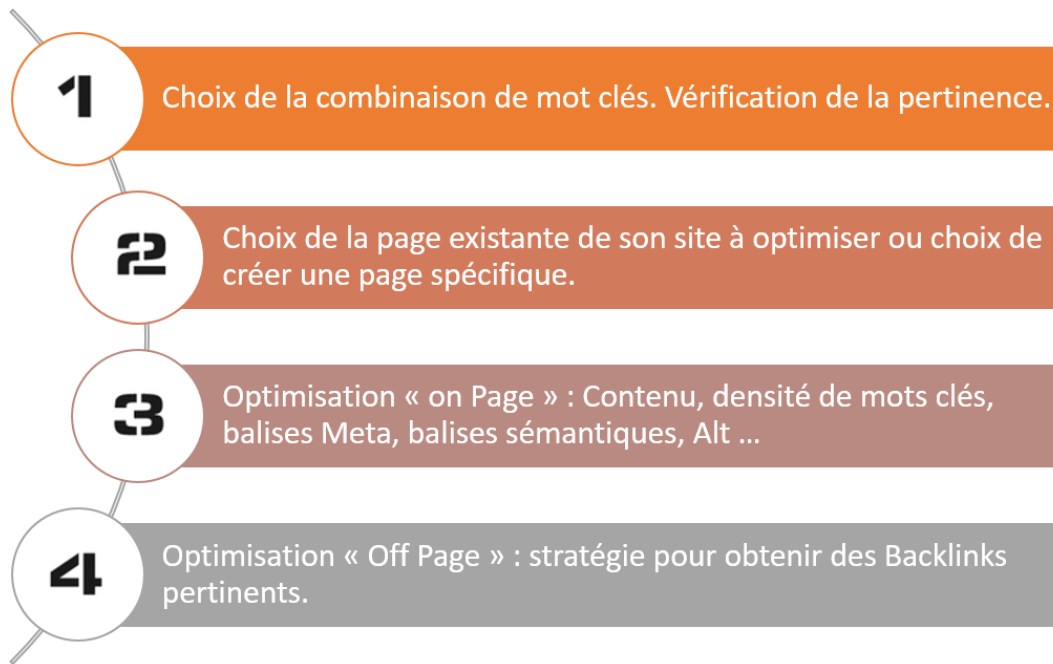 1
Choix de la combinaison de mot clés. Vérification de la pertinence.
2
Choix de la page existante de son site à optimiser ou choix de
créer une page spécifique.
3
Optimisation « on Page » : Contenu, densité de mots clés,
balises Meta, balises sémantiques, Alt ...
4
Optimisation « Off Page » : stratégie pour obtenir des Backlinks
pertinents.